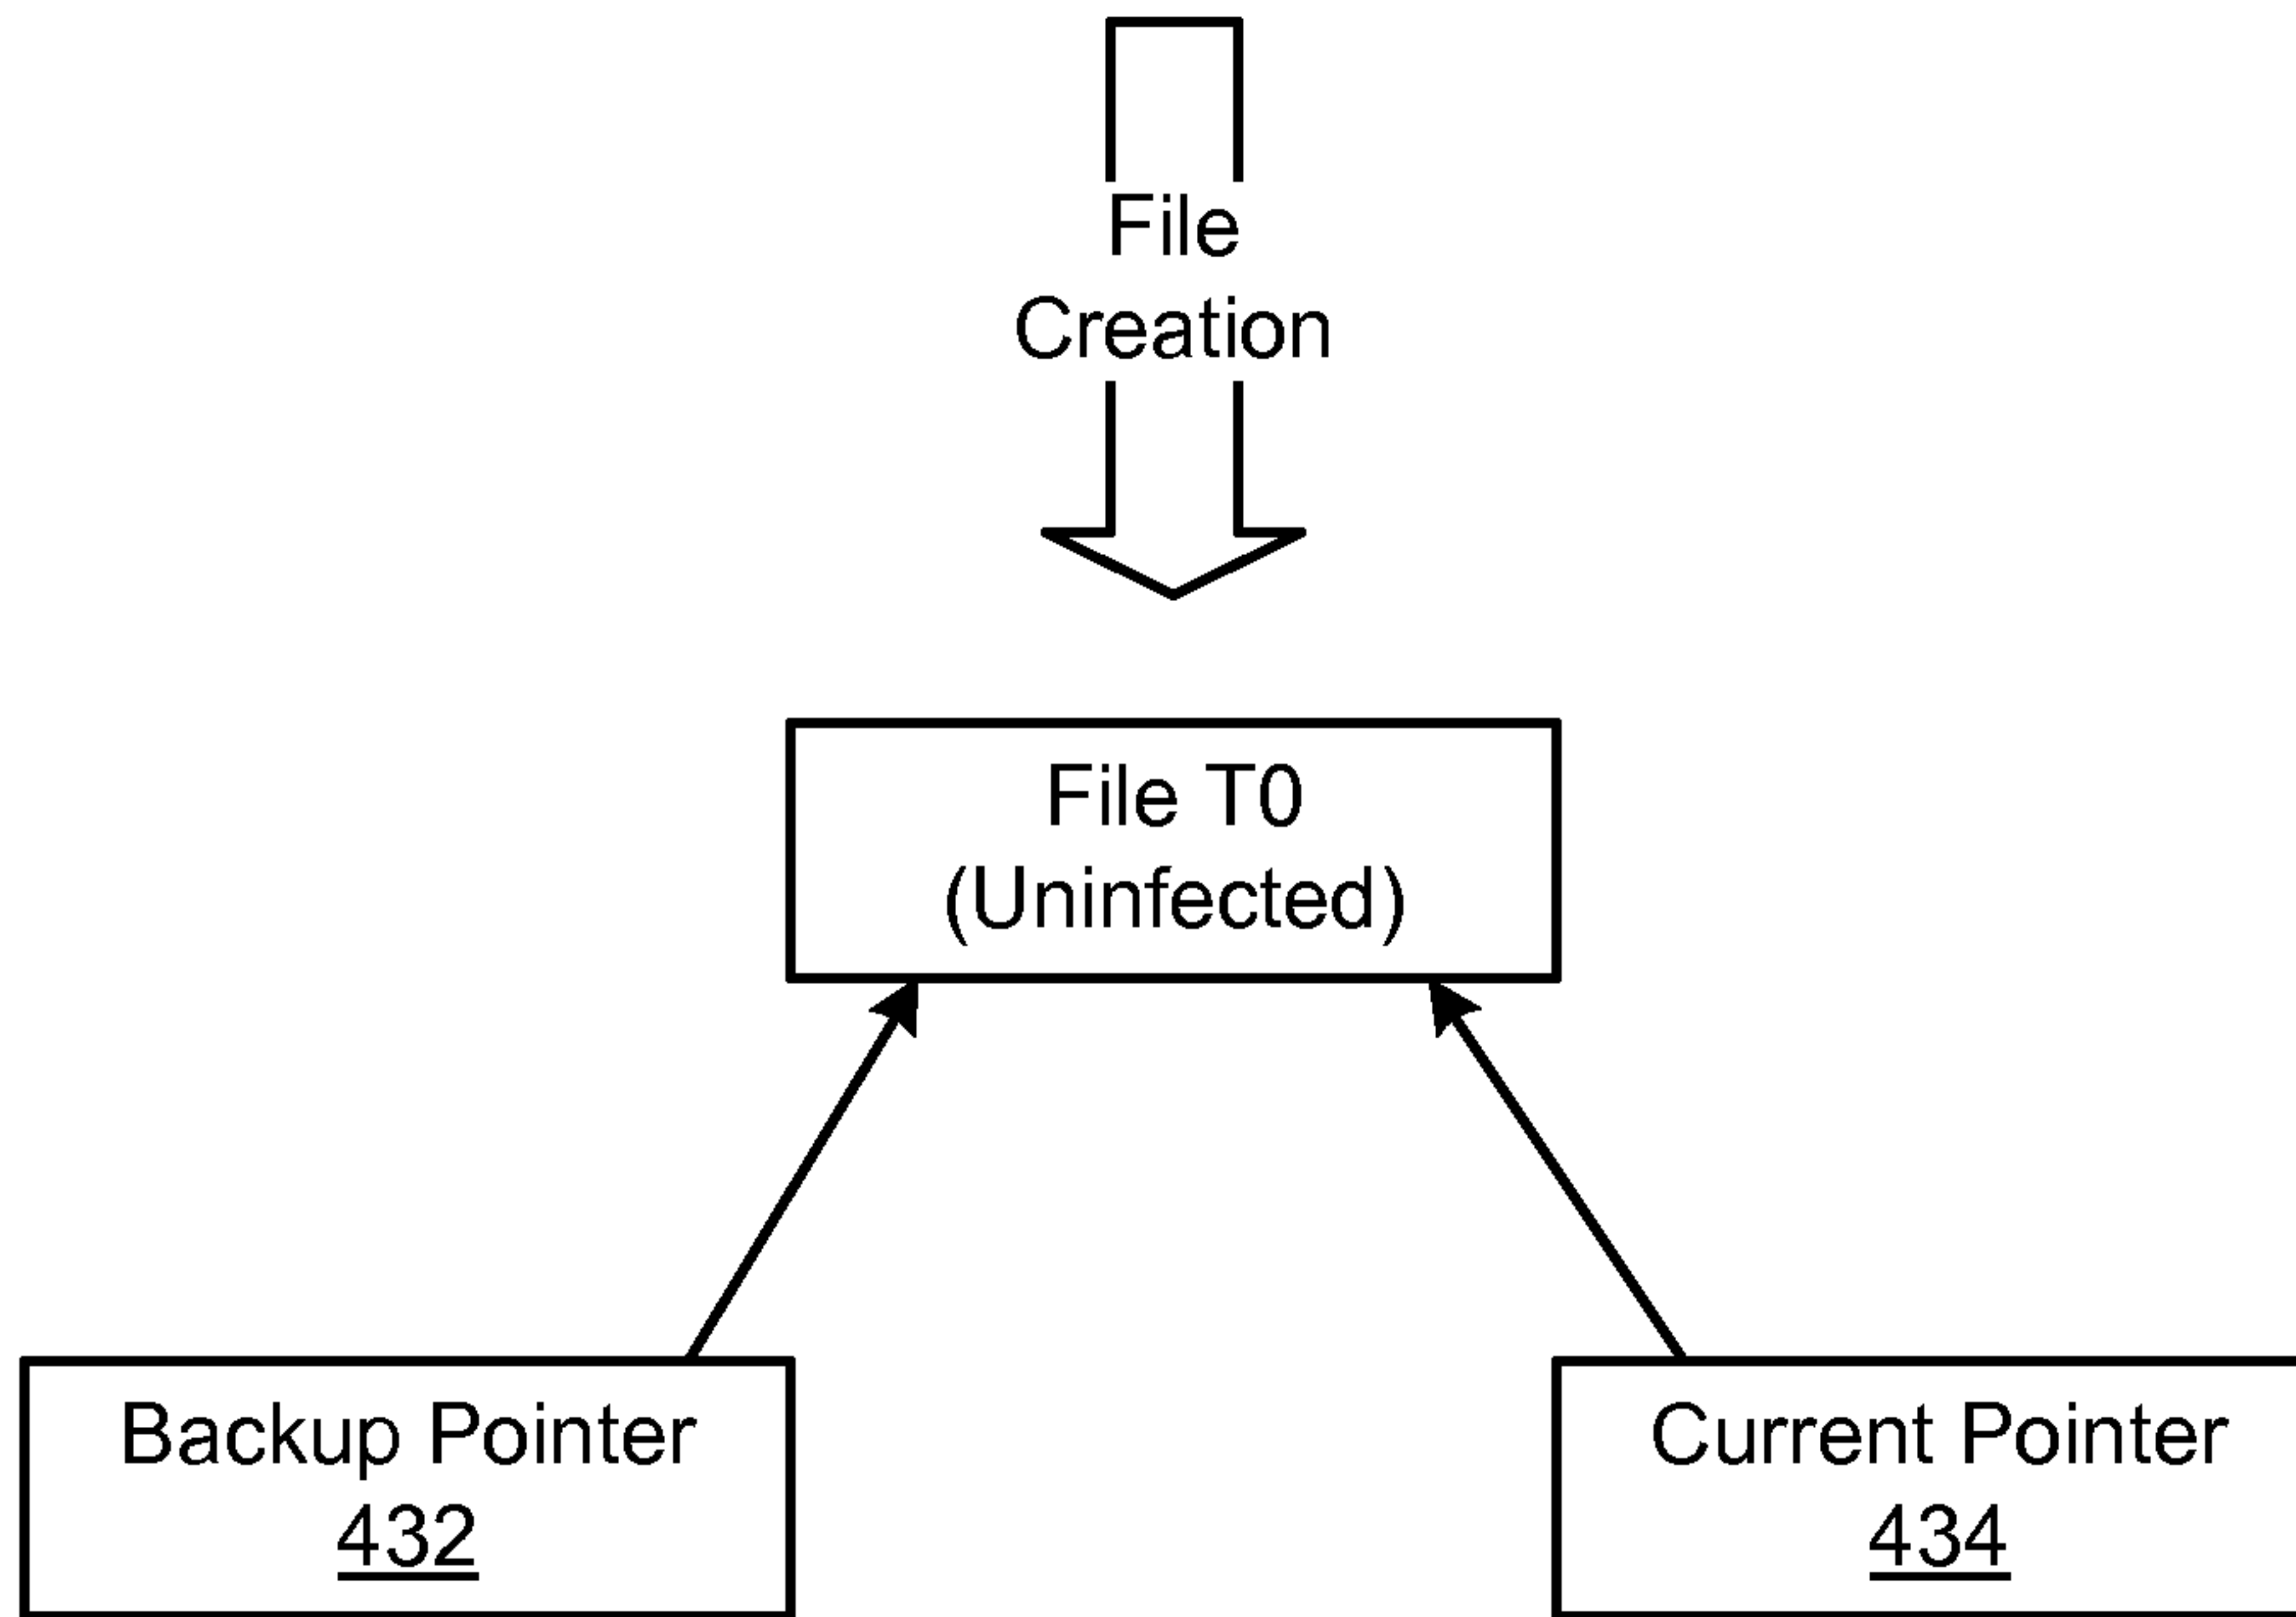 File
Creation
File T0
(Uninfected)
Backup Pointer
432
Current Pointer
434